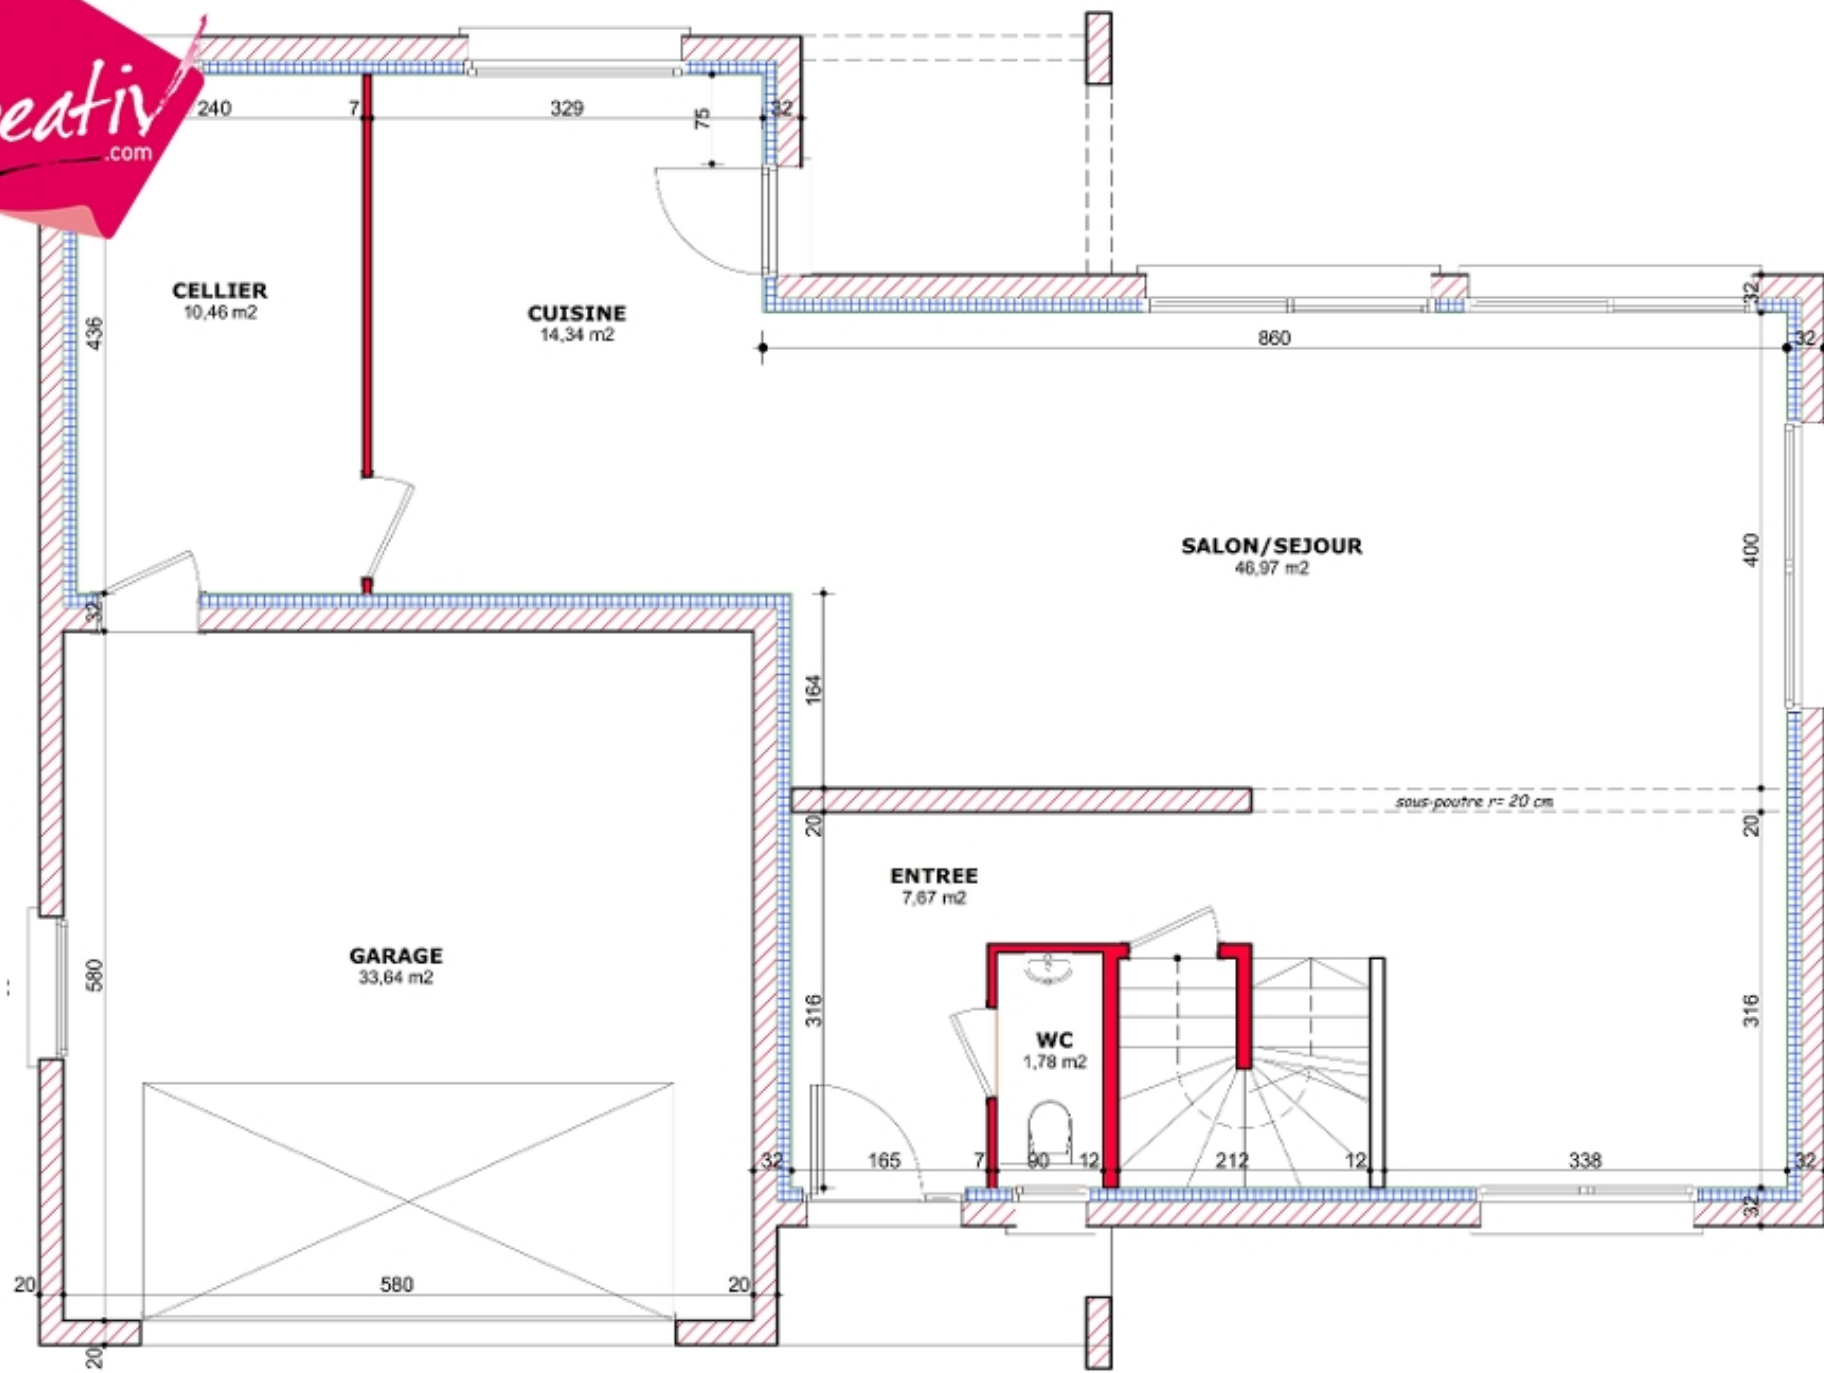 eativ
.com
240
7
329
32
75
CELLIER
10,46 m2
CUISINE
14,34 m2
436
32
860
32
SALON/SEJOUR
46,97 m2
400
32
164
sous-poutre r= 20 cm
20
20
ENTREE
7,67 m2
GARAGE
33,64 m2
580
316
316
WC
1,78 m2
32
165
7
90
12
212
12
338
32
32
20
580
20
20